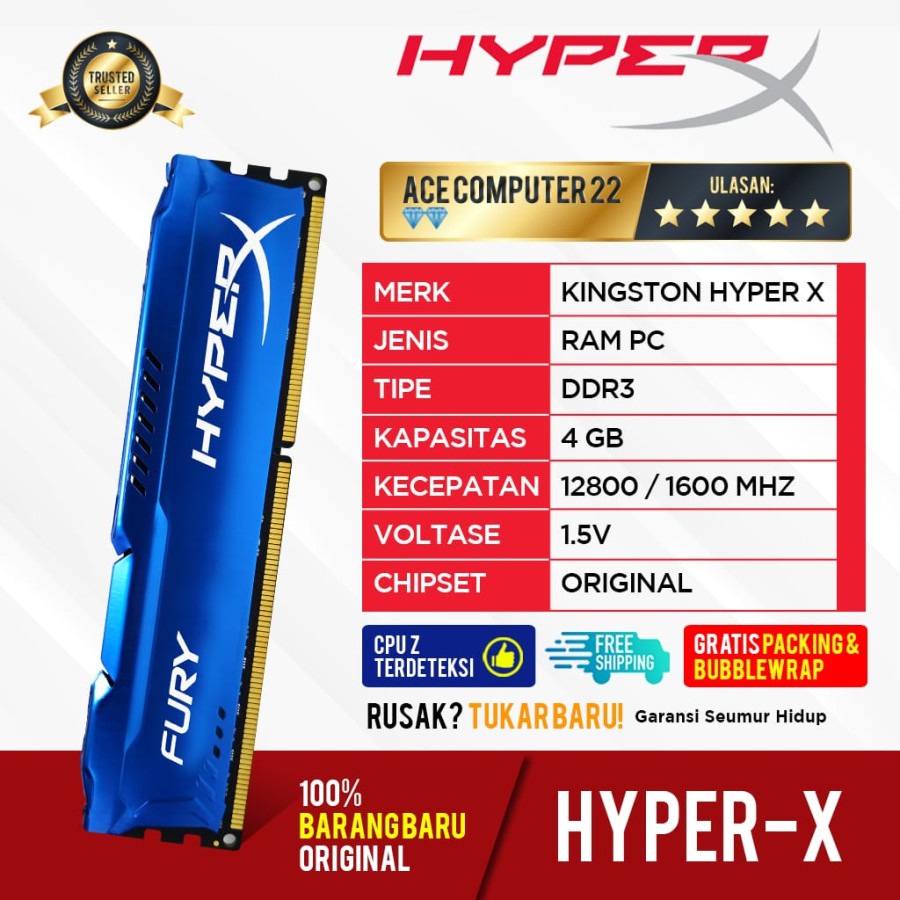 TRUSTED
SELLER
HYPERX
ACE COMPUTER 22
ULASAN:
MERK KINGSTON HYPER X
JENIS RAM PC
TIPE DDR3
KAPASITAS 4 GB
KECEPATAN 12800 / 1600 MHZ
VOLTASE 1.5V
CHIPSET ORIGINAL
HYPERX
FURY
CPU Z
TERDETEKSI
FREE
SHIPPING
GRATIS PACKING &
BUBBLEWRAP
RUSAK? TUKAR BARU! Garansi Seumur Hidup
100%
BARANG BARU
ORIGINAL
HYPER-X